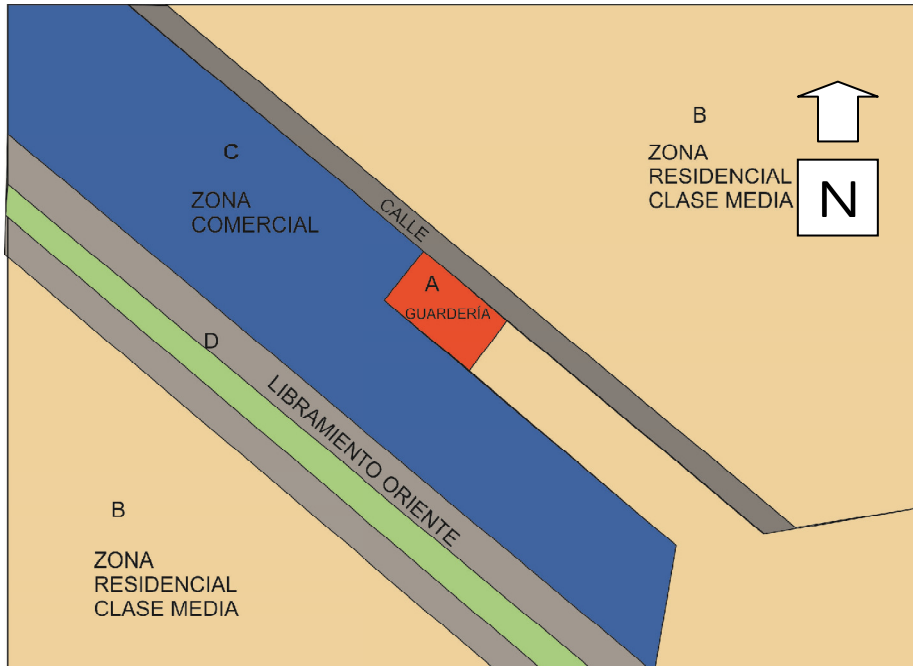 B
ZONA
RESIDENCIAL
CLASE MEDIA
N
C
ZONA
COMERCIAL
CALLE
A
GUARDERÍA
D
LIBRAMIENTO ORIENTE
B
ZONA
RESIDENCIAL
CLASE MEDIA